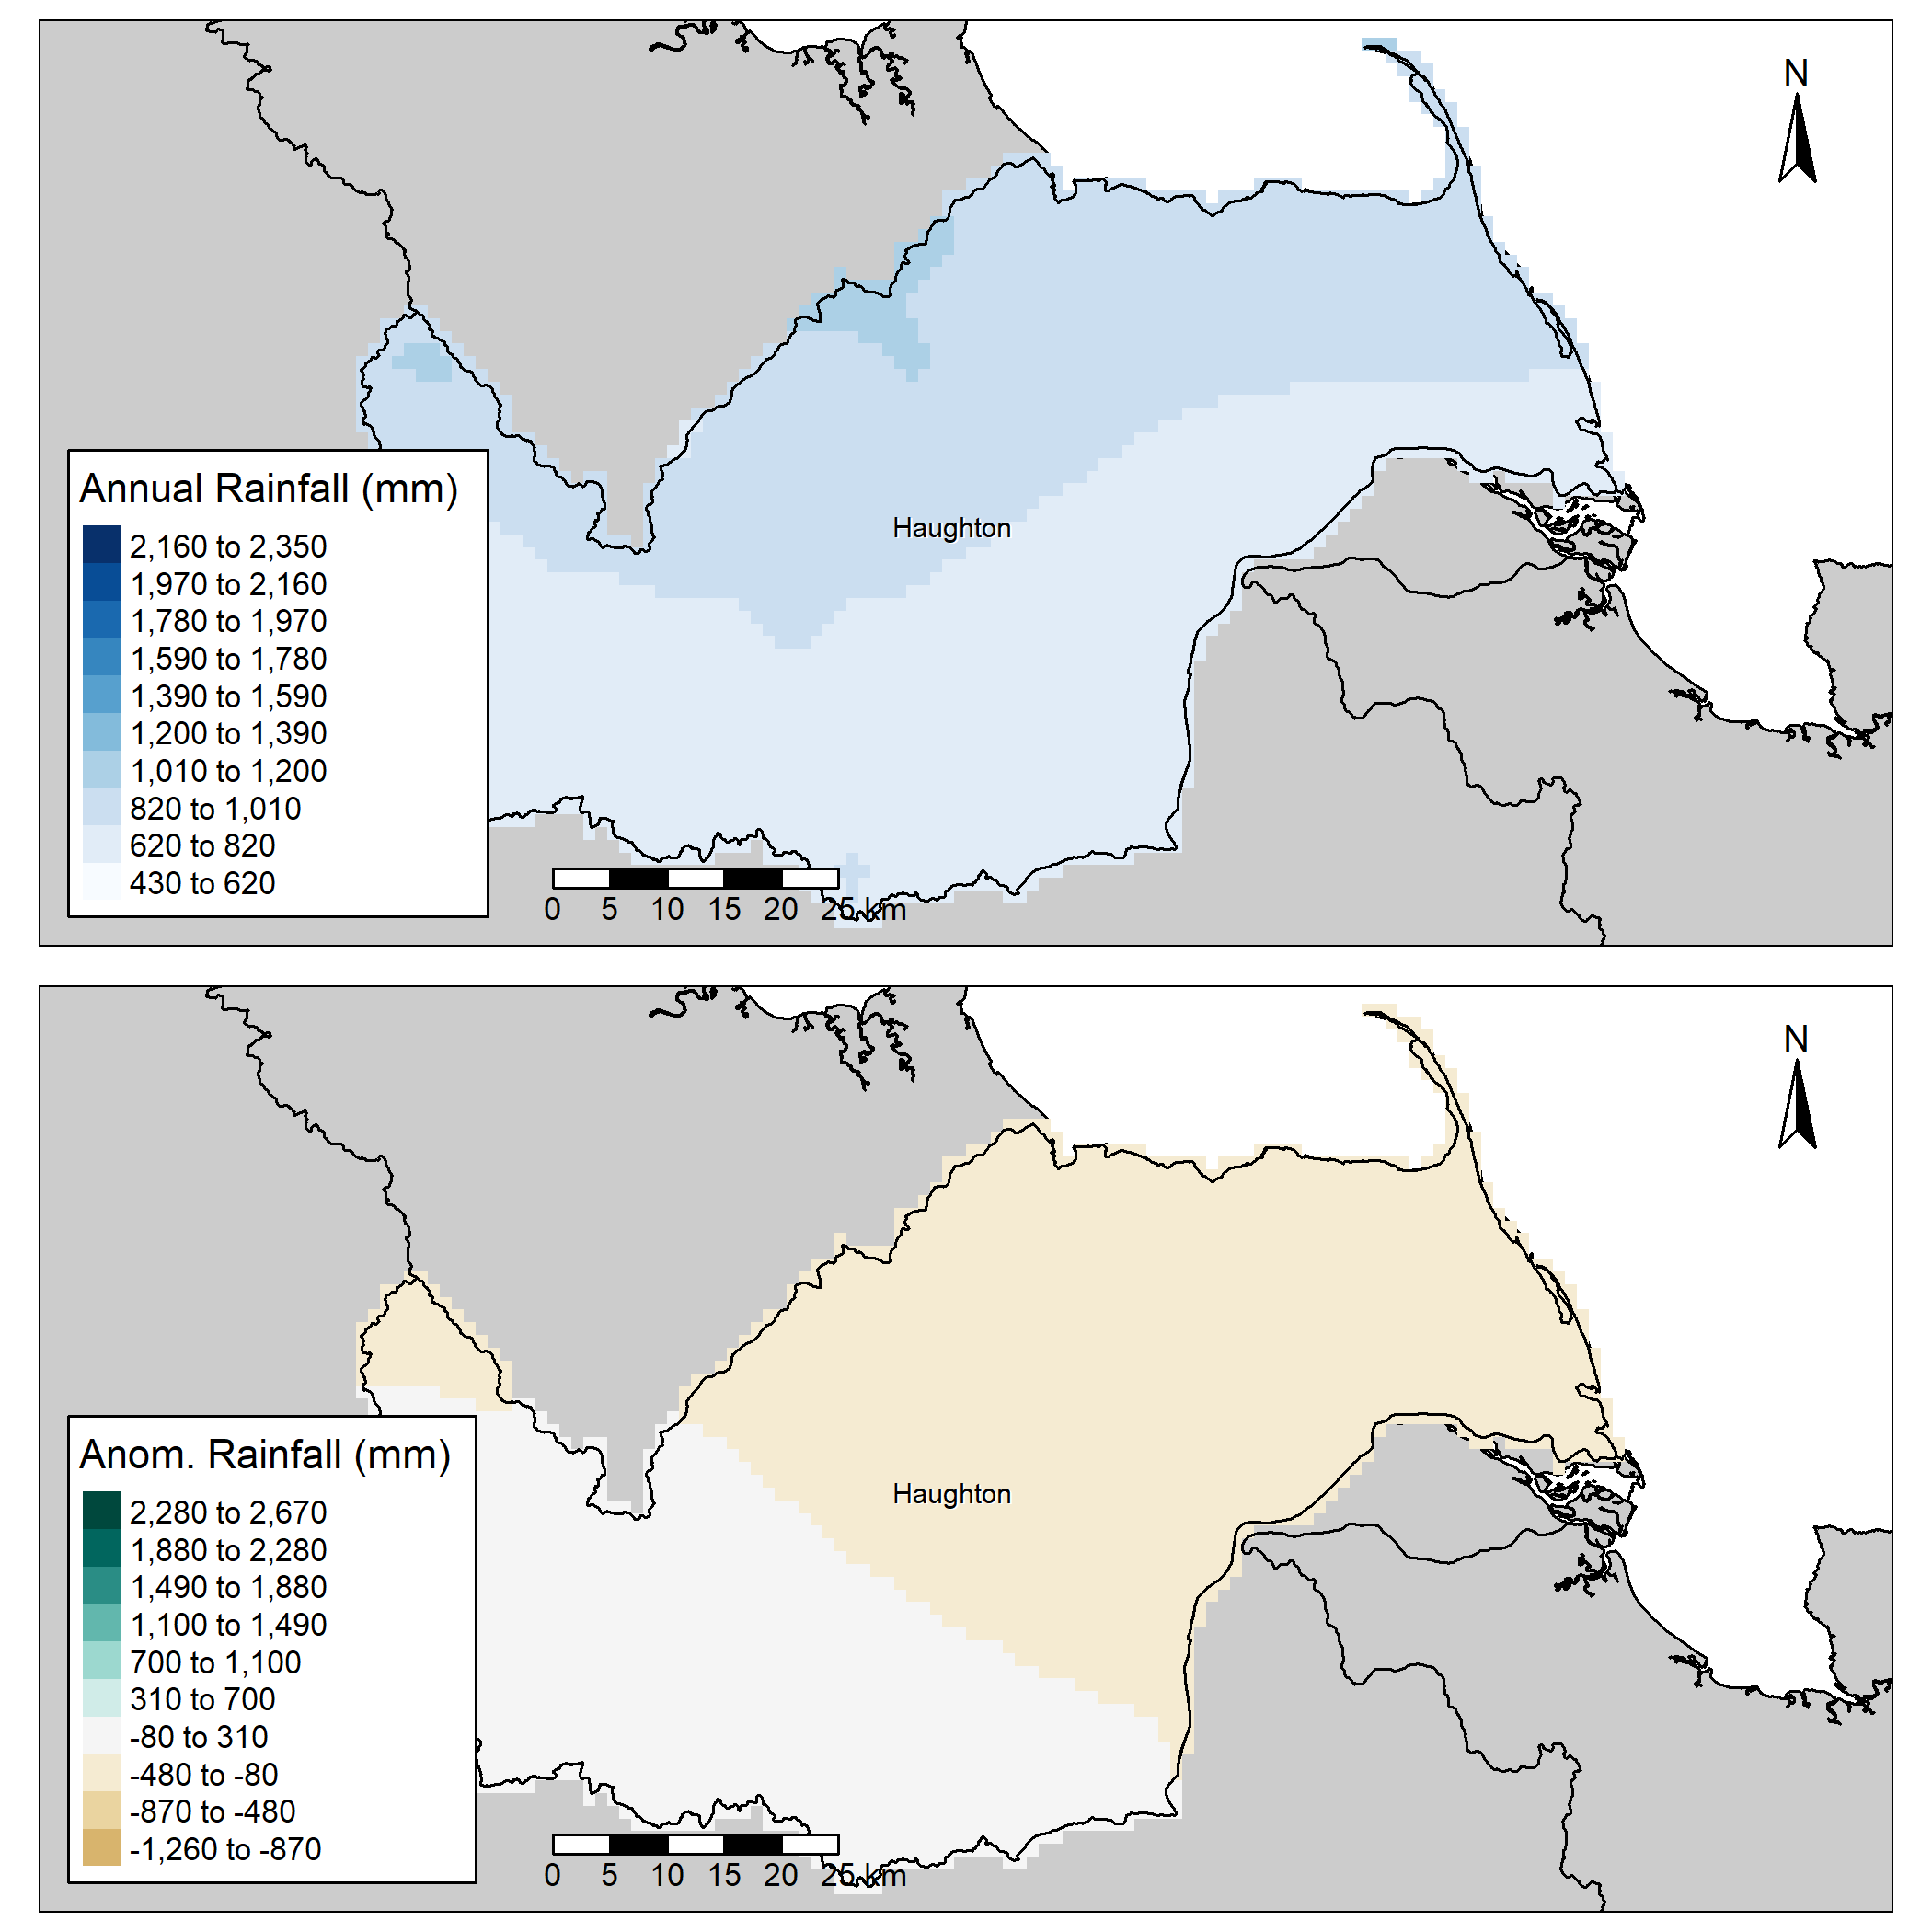 N
Annual Rainfall (mm)
2,160 to 2,350
1,970 to 2,160
1,780 to 1,970
1,590 to 1,780
1,390 to 1,590
1,200 to 1,390
1,010 to 1,200
820 to 1,010
620 to 820
430 to 620
Haughton
0 5 10 15 20 25 km
N
Anom. Rainfall (mm)
2,280 to 2,670
1,880 to 2,280
1,490 to 1,880
1,100 to 1,490
700 to 1,100
310 to 700
-80 to 310
-480 to -80
-870 to -480
-1,260 to -870
Haughton
0 5 10 15 20 25 km